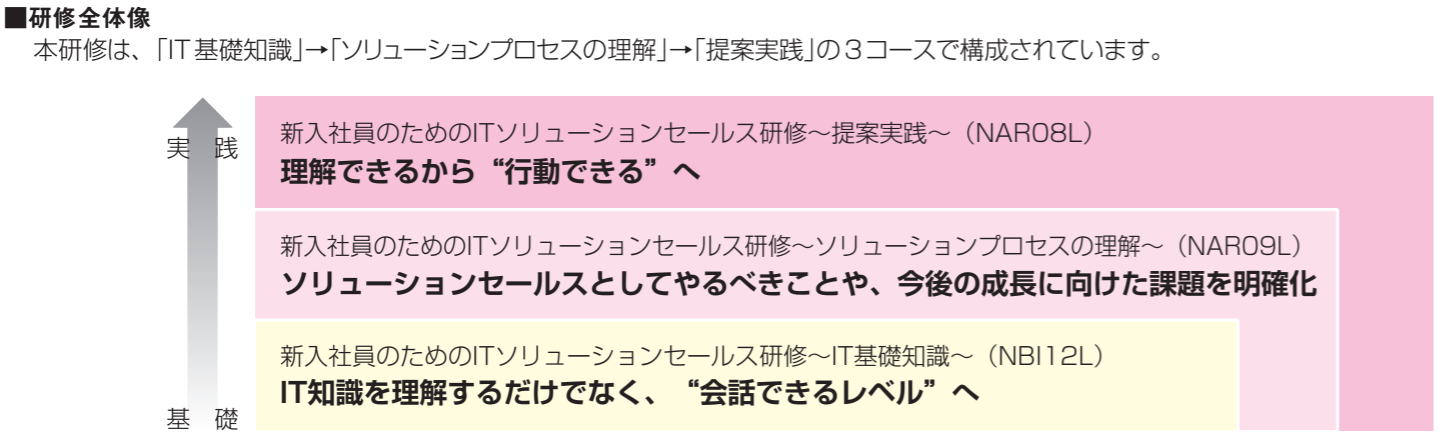 ■研修全体像
本研修は、「IT基礎知識」→「ソリューションプロセスの理解」→「提案実践」の３コースで構成されています。
実 践
新入社員のためのITソリューションセールス研修～提案実践～（NAR08L）
理解できるから“行動できる”へ
新入社員のためのITソリューションセールス研修～ソリューションプロセスの理解～（NAR09L）
ソリューションセールスとしてやるべきことや、今後の成長に向けた課題を明確化
新入社員のためのITソリューションセールス研修～IT基礎知識～（NBI12L）
IT知識を理解するだけでなく、“会話できるレベル”へ
基 礎